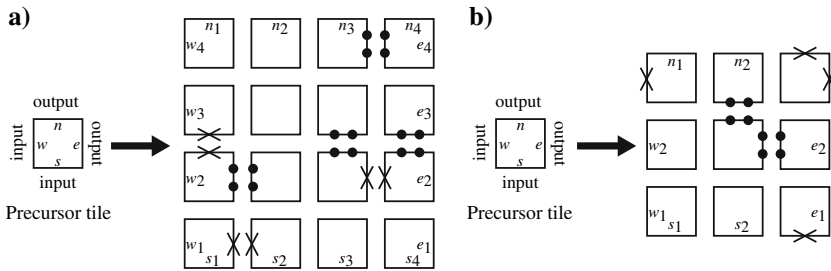 a)
n1 n2 n3 n4
w4 e4
w3 e3
output
input w n s e output
input
Precursor tile
w2 e2
w1 e1
s1 s2 s3 s4
b)
n1 n2
output
input w n s e output
input
Precursor tile
w2 e2
w1 e1
s1 s2